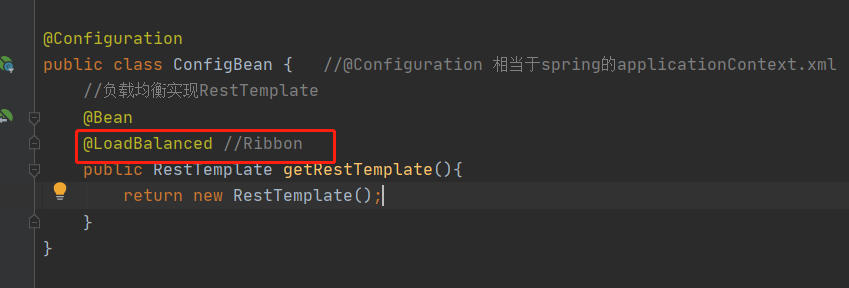 @Configuration
public class ConfigBean {   //@Configuration 相当于spring的applicationContext.xml
//负载均衡实现RestTemplate
@Bean
@LoadBalanced //Ribbon
public RestTemplate getRestTemplate(){
return new RestTemplate();
}
}